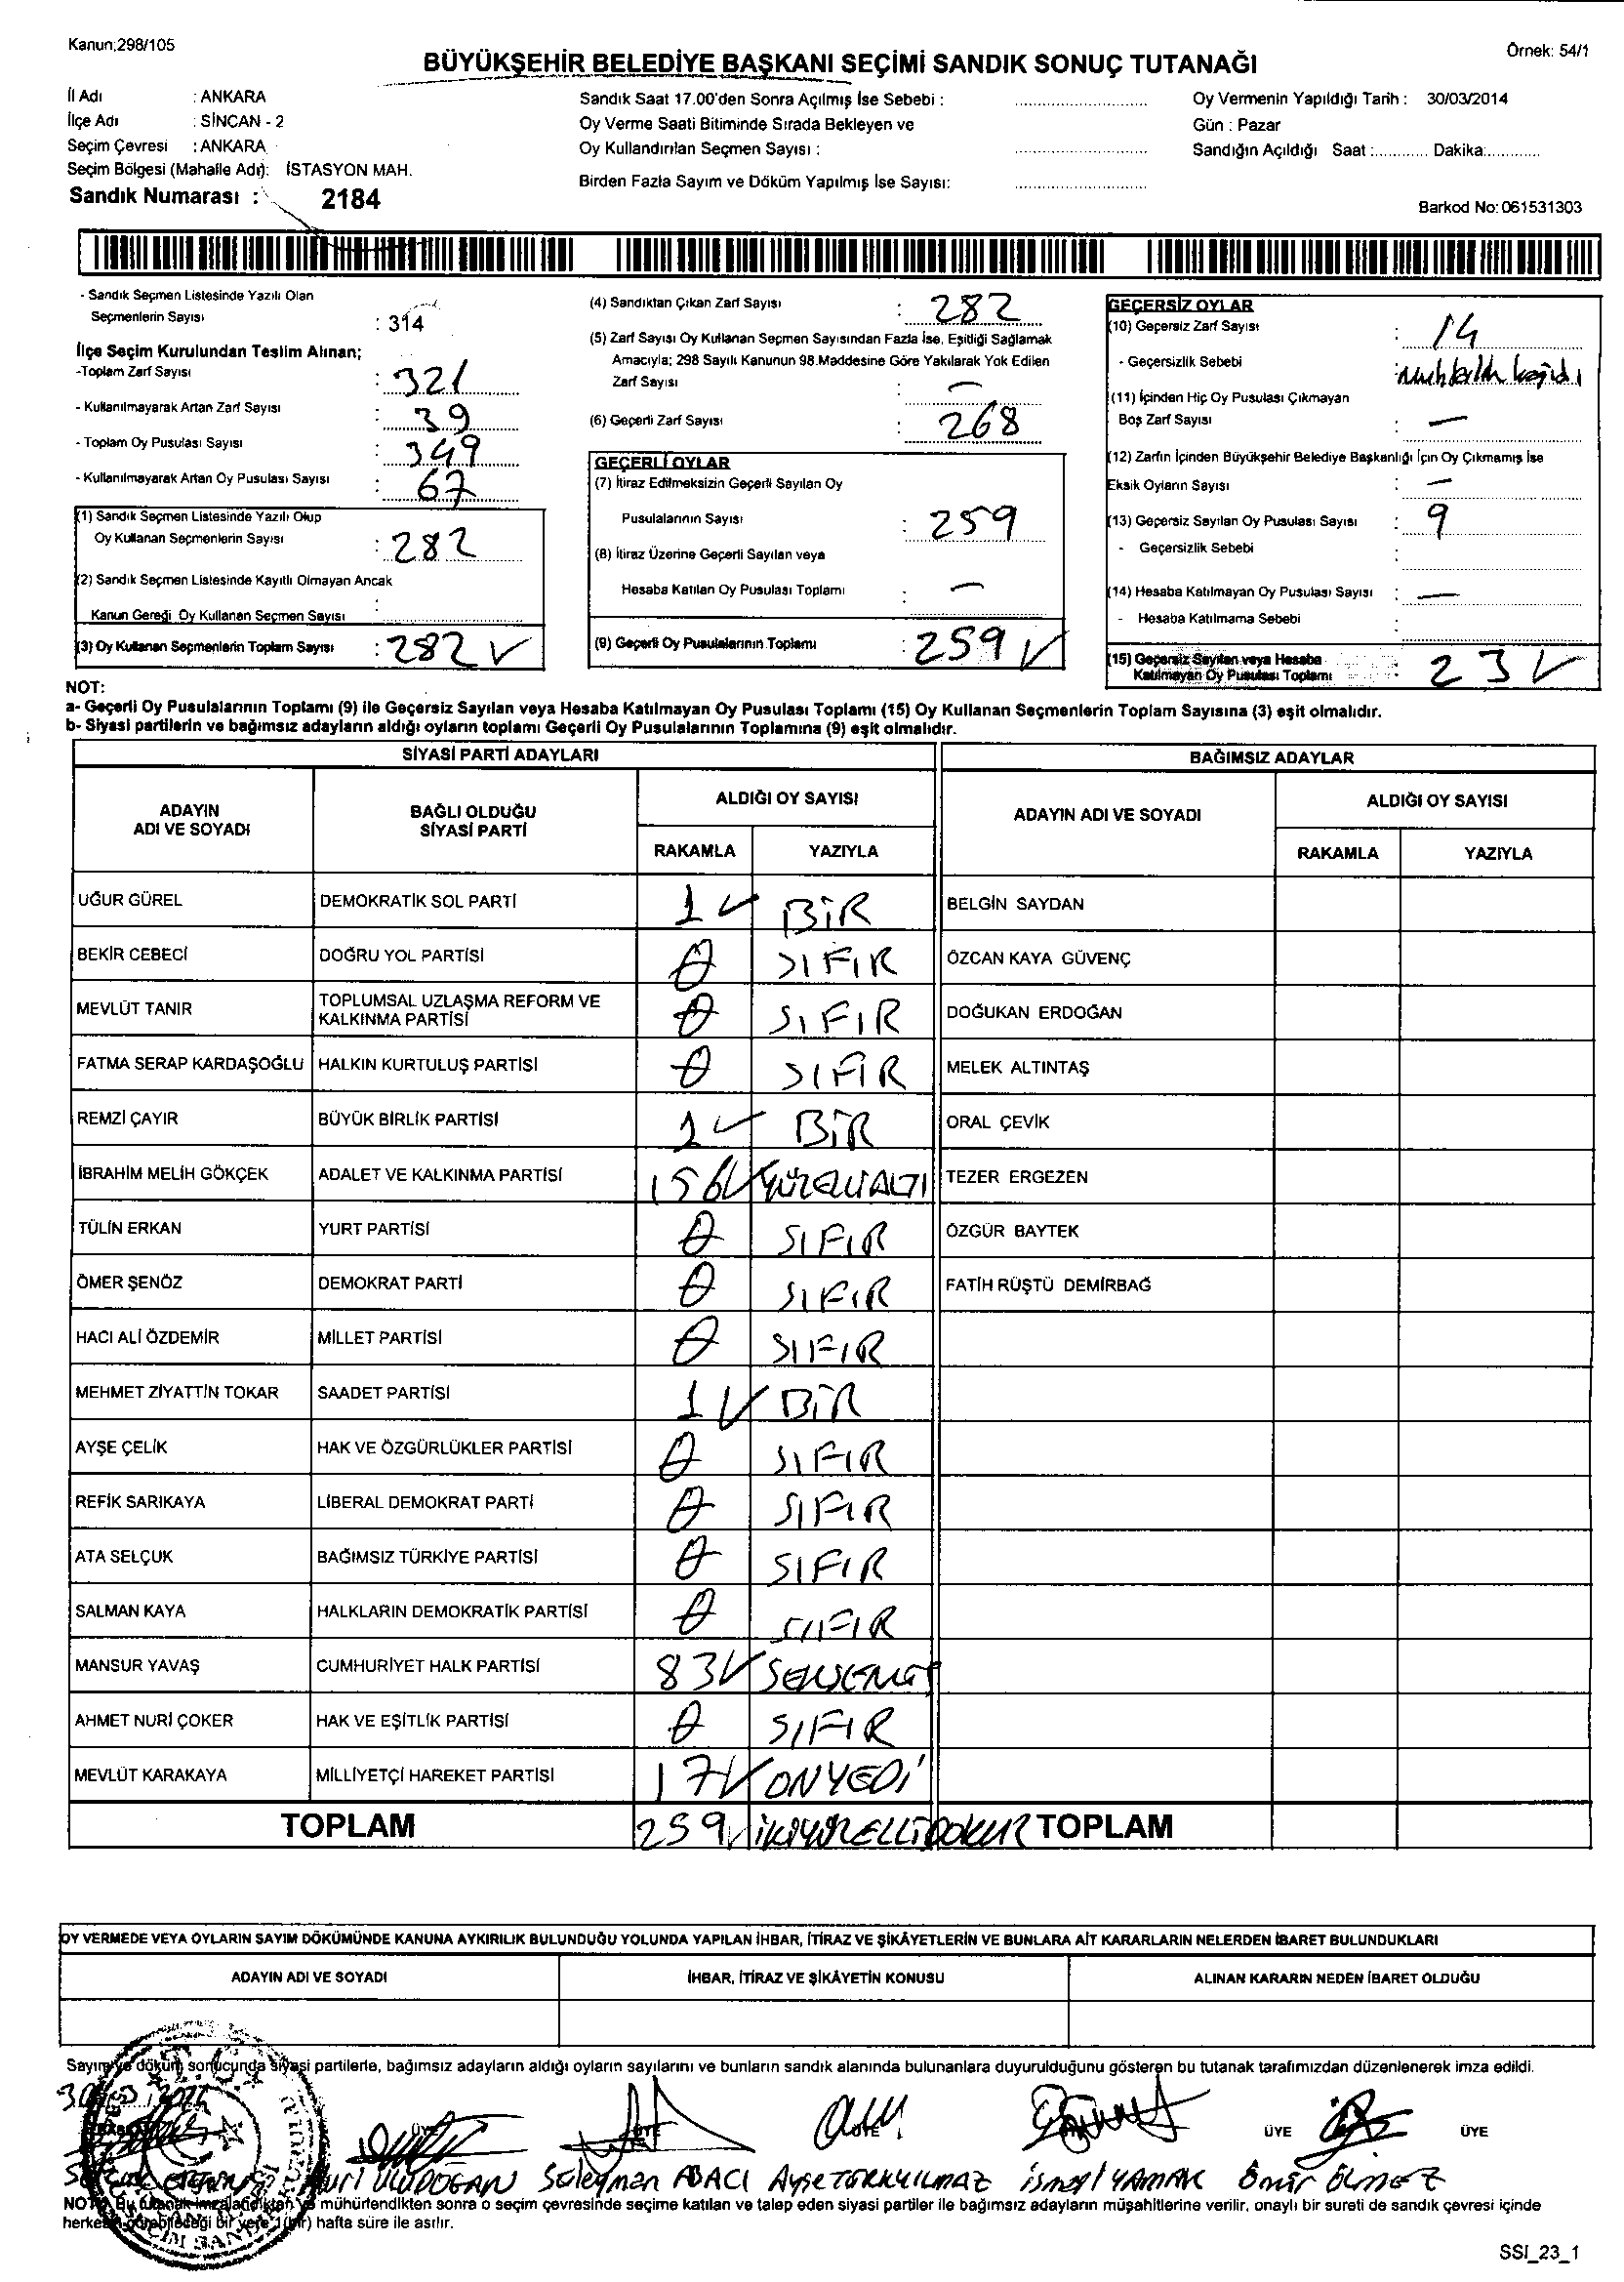 Kanun;298/105
Örnek: 54/1
BÜYÜKŞEHİR BELEDİYE BAŞKANI SEÇİMİ SANDIK SONUÇ TUTANAĞI
İl Adı : ANKARA
İlçe Adı : SİNCAN - 2
Seçim Çevresi : ANKARA
Seçim Bölgesi (Mahalle Adı): İSTASYON MAH.
Sandık Numarası : 2184
Sandık Saat 17.00'den Sonra Açılmış İse Sebebi :
Oy Verme Saati Bitiminde Sırada Bekleyen ve
Oy Kullandırılan Seçmen Sayısı :
Birden Fazla Sayım ve Döküm Yapılmış İse Sayısı:
Oy Vermenin Yapıldığı Tarih : 30/03/2014
Gün : Pazar
Sandığın Açıldığı Saat :............ Dakika:............
Barkod No: 061531303
- Sandık Seçmen Listesinde Yazılı Olan
Seçmenlerin Sayısı : 314
İlçe Seçim Kurulundan Teslim Alınan;
-Toplam Zarf Sayısı : 321
- Kullanılmayarak Artan Zarf Sayısı : 39
- Toplam Oy Pusulası Sayısı : 349
- Kullanılmayarak Artan Oy Pusulası Sayısı : 67
(1) Sandık Seçmen Listesinde Yazılı Olup
Oy Kullanan Seçmenlerin Sayısı : 282
(2) Sandık Seçmen Listesinde Kayıtlı Olmayan Ancak
Kanun Gereği Oy Kullanan Seçmen Sayısı :
(3) Oy Kullanan Seçmenlerin Toplam Sayısı : 282 ✓
(4) Sandıktan Çıkan Zarf Sayısı : 282
(5) Zarf Sayısı Oy Kullanan Seçmen Sayısından Fazla İse, Eşitliği Sağlamak
Amacıyla; 298 Sayılı Kanunun 98.Maddesine Göre Yakılarak Yok Edilen
Zarf Sayısı : —
(6) Geçerli Zarf Sayısı : 268
GEÇERLİ OYLAR
(7) İtiraz Edilmeksizin Geçerli Sayılan Oy
Pusulalarının Sayısı : 259
(8) İtiraz Üzerine Geçerli Sayılan veya
Hesaba Katılan Oy Pusulası Toplamı : —
(9) Geçerli Oy Pusulalarının Toplamı : 259 ✓
GEÇERSİZ OYLAR
(10) Geçersiz Zarf Sayısı : 14
- Geçersizlik Sebebi :
(11) İçinden Hiç Oy Pusulası Çıkmayan
Boş Zarf Sayısı : —
(12) Zarfın İçinden Büyükşehir Belediye Başkanlığı İçin Oy Çıkmamış İse
Eksik Oyların Sayısı : —
(13) Geçersiz Sayılan Oy Pusulası Sayısı : 9
- Geçersizlik Sebebi :
(14) Hesaba Katılmayan Oy Pusulası Sayısı : —
- Hesaba Katılmama Sebebi :
(15) Geçersiz Sayılan veya Hesaba
Katılmayan Oy Pusulası Toplamı : 23 ✓
NOT:
a- Geçerli Oy Pusulalarının Toplamı (9) ile Geçersiz Sayılan veya Hesaba Katılmayan Oy Pusulası Toplamı (15) Oy Kullanan Seçmenlerin Toplam Sayısına (3) eşit olmalıdır.
b- Siyasi partilerin ve bağımsız adayların aldığı oyların toplamı Geçerli Oy Pusulalarının Toplamına (9) eşit olmalıdır.
SİYASİ PARTİ ADAYLARI
BAĞIMSIZ ADAYLAR
ADAYIN ADI VE SOYADI
BAĞLI OLDUĞU SİYASİ PARTİ
ALDIĞI OY SAYISI
RAKAMLA YAZIYLA
ADAYIN ADI VE SOYADI
ALDIĞI OY SAYISI
RAKAMLA YAZIYLA
UĞUR GÜREL DEMOKRATİK SOL PARTİ 1 ✓ BİR BELGİN SAYDAN
BEKİR CEBECİ DOĞRU YOL PARTİSİ 0 SIFIR ÖZCAN KAYA GÜVENÇ
MEVLÜT TANIR TOPLUMSAL UZLAŞMA REFORM VE KALKINMA PARTİSİ 0 SIFIR DOĞUKAN ERDOĞAN
FATMA SERAP KARDAŞOĞLU HALKIN KURTULUŞ PARTİSİ 0 SIFIR MELEK ALTINTAŞ
REMZİ ÇAYIR BÜYÜK BİRLİK PARTİSİ 1 ✓ BİR ORAL ÇEVİK
İBRAHİM MELİH GÖKÇEK ADALET VE KALKINMA PARTİSİ 156 ✓ YÜZELLİALTI TEZER ERGEZEN
TÜLİN ERKAN YURT PARTİSİ 0 SIFIR ÖZGÜR BAYTEK
ÖMER ŞENÖZ DEMOKRAT PARTİ 0 SIFIR FATİH RÜŞTÜ DEMİRBAĞ
HACI ALİ ÖZDEMİR MİLLET PARTİSİ 0 SIFIR
MEHMET ZİYATTİN TOKAR SAADET PARTİSİ 1 ✓ BİR
AYŞE ÇELİK HAK VE ÖZGÜRLÜKLER PARTİSİ 0 SIFIR
REFİK SARIKAYA LİBERAL DEMOKRAT PARTİ 0 SIFIR
ATA SELÇUK BAĞIMSIZ TÜRKİYE PARTİSİ 0 SIFIR
SALMAN KAYA HALKLARIN DEMOKRATİK PARTİSİ 0 SIFIR
MANSUR YAVAŞ CUMHURİYET HALK PARTİSİ 83 ✓
AHMET NURİ ÇOKER HAK VE EŞİTLİK PARTİSİ 0 SIFIR
MEVLÜT KARAKAYA MİLLİYETÇİ HAREKET PARTİSİ 17 ✓ ONYEDİ
TOPLAM 259 ✓ İKİYÜZELLİDOKUZ TOPLAM
OY VERMEDE VEYA OYLARIN SAYIM DÖKÜMÜNDE KANUNA AYKIRILIK BULUNDUĞU YOLUNDA YAPILAN İHBAR, İTİRAZ VE ŞİKÂYETLERİN VE BUNLARA AİT KARARLARIN NELERDEN İBARET BULUNDUKLARI
ADAYIN ADI VE SOYADI İHBAR, İTİRAZ VE ŞİKÂYETİN KONUSU ALINAN KARARIN NEDEN İBARET OLDUĞU
Sayım ve döküm sonucunda siyasi partilerle, bağımsız adayların aldığı oyların sayılarını ve bunların sandık alanında bulunanlara duyurulduğunu gösteren bu tutanak tarafımızdan düzenlenerek imza edildi.
ÜYE ÜYE
Nuri ULUDOĞAN Süleyman ABACI Ayşe TÜRKYILMAZ İsmail YAMAK Ömür ÖLMEZ
NOT: Bu tutanak imzalandıktan ve mühürlendikten sonra o seçim çevresinde seçime katılan ve talep eden siyasi partiler ile bağımsız adayların müşahitlerine verilir, onaylı bir sureti de sandık çevresi içinde
herkesin görebileceği bir yere 1(bir) hafta süre ile asılır.
SSI_23_1